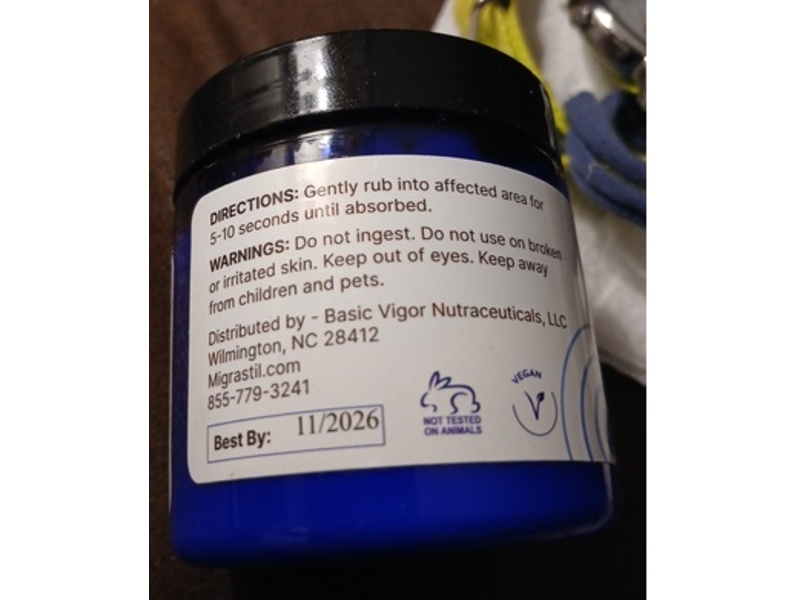 DIRECTIONS: Gently rub into affected area for
5-10 seconds until absorbed.
WARNINGS: Do not ingest. Do not use on broken
or irritated skin. Keep out of eyes. Keep away
from children and pets.
Distributed by - Basic Vigor Nutraceuticals, LLC
Wilmington, NC 28412
Migrastil.com
855-779-3241
Best By: 11/2026
NOT TESTED
ON ANIMALS
VEGAN